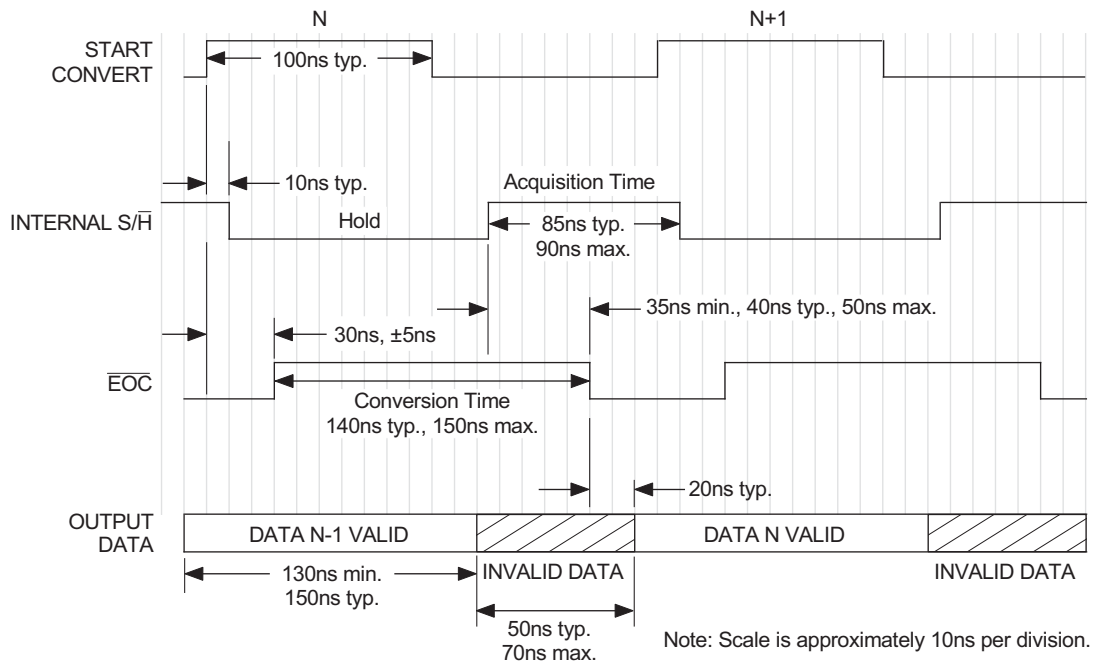 N
N+1
START
CONVERT
100ns typ.
10ns typ.
Acquisition Time
INTERNAL S/H̅
Hold
85ns typ.
90ns max.
35ns min., 40ns typ., 50ns max.
30ns, ±5ns
E̅O̅C̅
Conversion Time
140ns typ., 150ns max.
20ns typ.
OUTPUT
DATA
DATA N-1 VALID
DATA N VALID
130ns min.
150ns typ.
INVALID DATA
INVALID DATA
50ns typ.
70ns max.
Note: Scale is approximately 10ns per division.